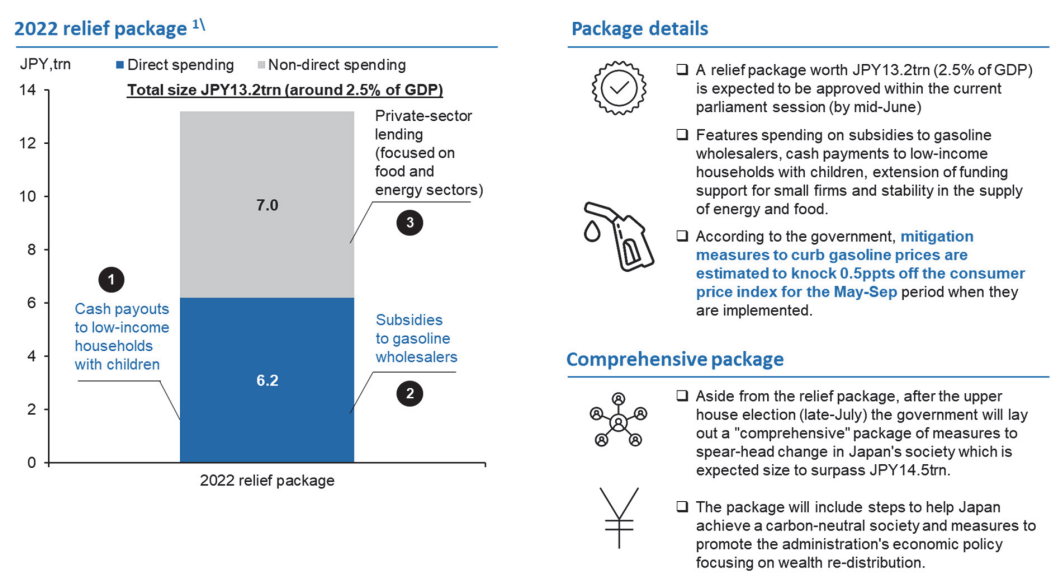 2022 relief package 1\
JPY,trn
Direct spending
Non-direct spending
Total size JPY13.2trn (around 2.5% of GDP)
14
12
10
8
6
4
2
0
Private-sector
lending
(focused on
food and
energy sectors)
3
7.0
1
Cash payouts
to low-income
households
with children
Subsidies
to gasoline
wholesalers
2
6.2
2022 relief package
Package details
❑ A relief package worth JPY13.2trn (2.5% of GDP)
is expected to be approved within the current
parliament session (by mid-June)
❑ Features spending on subsidies to gasoline
wholesalers, cash payments to low-income
households with children, extension of funding
support for small firms and stability in the supply
of energy and food.
❑ According to the government, mitigation
measures to curb gasoline prices are
estimated to knock 0.5ppts off the consumer
price index for the May-Sep period when they
are implemented.
Comprehensive package
❑ Aside from the relief package, after the upper
house election (late-July) the government will lay
out a "comprehensive" package of measures to
spear-head change in Japan's society which is
expected size to surpass JPY14.5trn.
❑ The package will include steps to help Japan
achieve a carbon-neutral society and measures to
promote the administration's economic policy
focusing on wealth re-distribution.